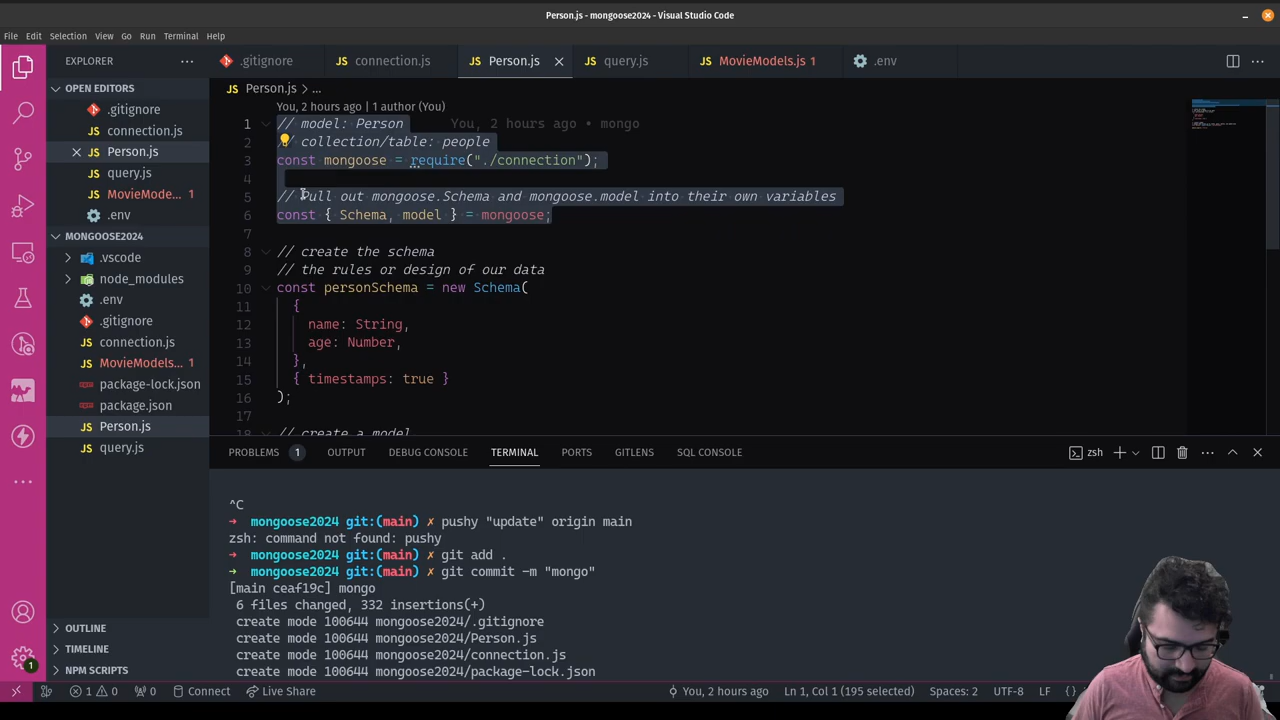 Person.js - mongoose2024 - Visual Studio Code
File Edit Selection View Go Run Terminal Help
EXPLORER
.gitignore connection.js Person.js query.js MovieModels.js 1 .env
OPEN EDITORS
.gitignore
connection.js
Person.js
query.js
MovieMode... 1
.env
MONGOOSE2024
.vscode
node_modules
.env
.gitignore
connection.js
MovieModels... 1
package-lock.json
package.json
Person.js
query.js
OUTLINE
TIMELINE
NPM SCRIPTS
Person.js > ...
You, 2 hours ago | 1 author (You)
1 // model: Person You, 2 hours ago • mongo
2 // collection/table: people
3 const mongoose = require("./connection");
4
5 // Pull out mongoose.Schema and mongoose.model into their own variables
6 const { Schema, model } = mongoose;
7
8 // create the schema
9 // the rules or design of our data
10 const personSchema = new Schema(
11 {
12 name: String,
13 age: Number,
14 },
15 { timestamps: true }
16 );
17
18 // create a model
PROBLEMS 1 OUTPUT DEBUG CONSOLE TERMINAL PORTS GITLENS SQL CONSOLE
zsh
^C
➜ mongoose2024 git:(main) ✗ pushy "update" origin main
zsh: command not found: pushy
➜ mongoose2024 git:(main) ✗ git add .
➜ mongoose2024 git:(main) ✗ git commit -m "mongo"
[main ceaf19c] mongo
6 files changed, 332 insertions(+)
create mode 100644 mongoose2024/.gitignore
create mode 100644 mongoose2024/Person.js
create mode 100644 mongoose2024/connection.js
create mode 100644 mongoose2024/package-lock.json
1
1 0 0 Connect Live Share You, 2 hours ago Ln 1, Col 1 (195 selected) Spaces: 2 UTF-8 LF {}